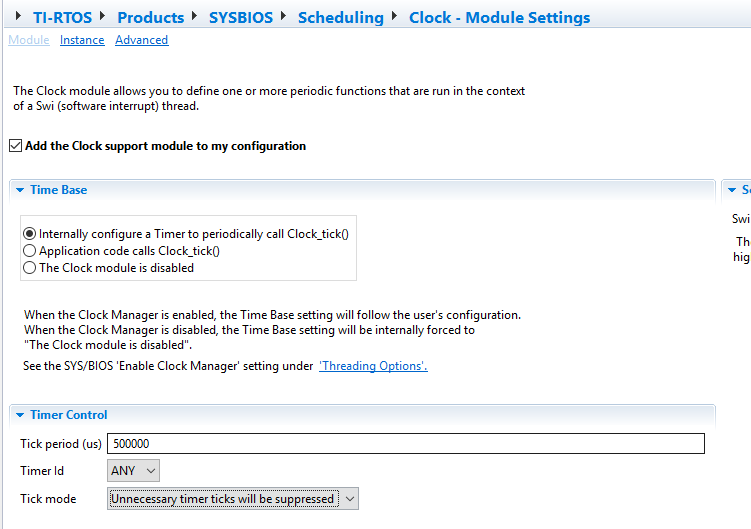 TI-RTOS Products SYSBIOS Scheduling Clock - Module Settings
Module Instance Advanced
The Clock module allows you to define one or more periodic functions that are run in the context
of a Swi (software interrupt) thread.
Add the Clock support module to my configuration
Time Base
Internally configure a Timer to periodically call Clock_tick()
Application code calls Clock_tick()
The Clock module is disabled
When the Clock Manager is enabled, the Time Base setting will follow the user's configuration.
When the Clock Manager is disabled, the Time Base setting will be internally forced to
"The Clock module is disabled".
See the SYS/BIOS 'Enable Clock Manager' setting under 'Threading Options'.
Timer Control
Tick period (us) 500000
Timer Id ANY
Tick mode Unnecessary timer ticks will be suppressed
Swi